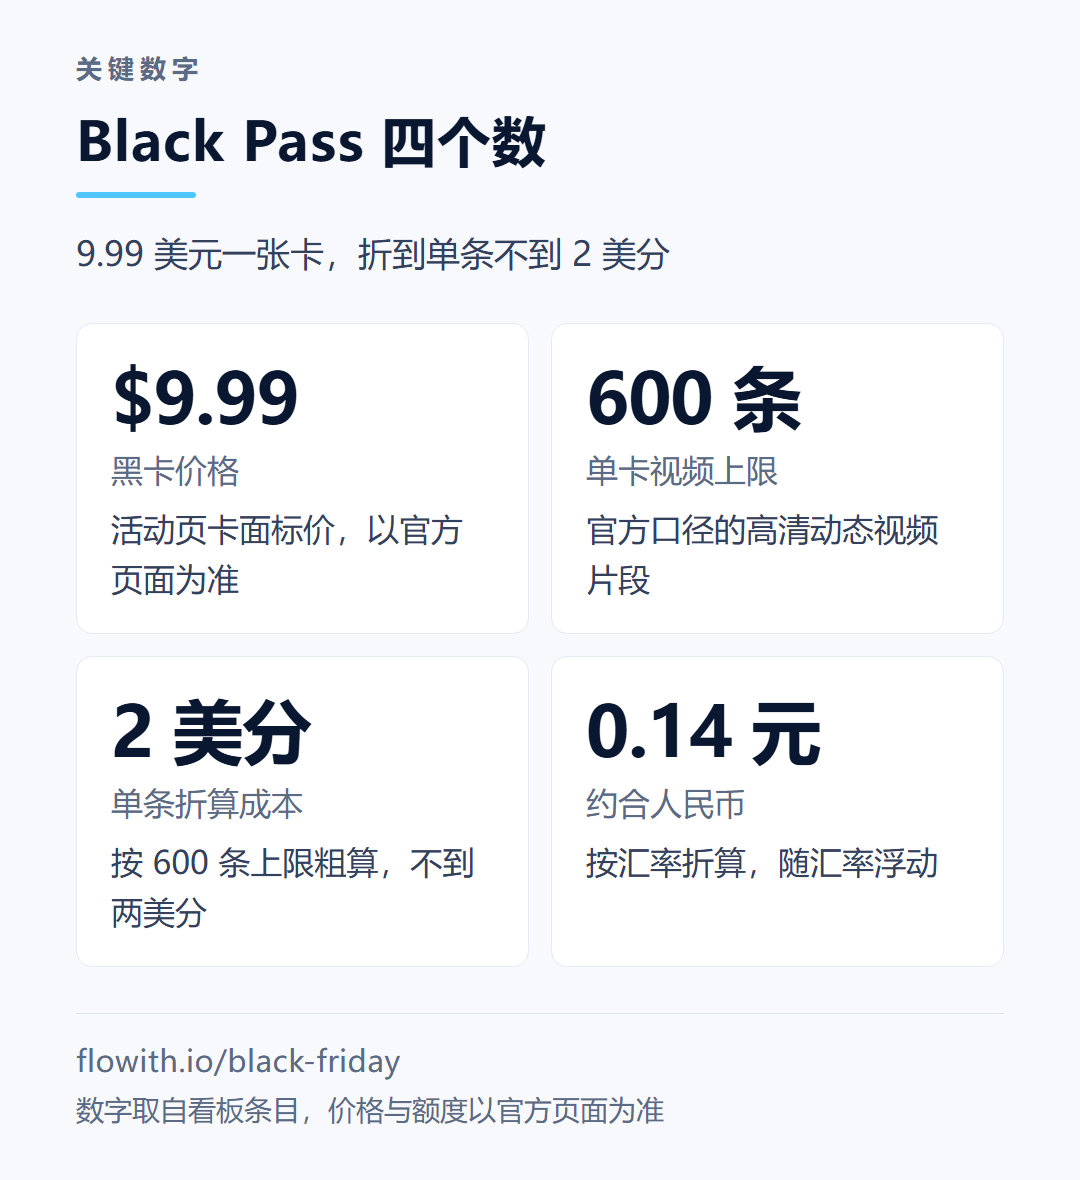 关键数字
Black Pass 四个数
9.99 美元一张卡，折到单条不到 2 美分
$9.99
黑卡价格
活动页卡面标价，以官方
页面为准
600 条
单卡视频上限
官方口径的高清动态视频
片段
2 美分
单条折算成本
按 600 条上限粗算，不到
两美分
0.14 元
约合人民币
按汇率折算，随汇率浮动
flowith.io/black-friday
数字取自看板条目，价格与额度以官方页面为准